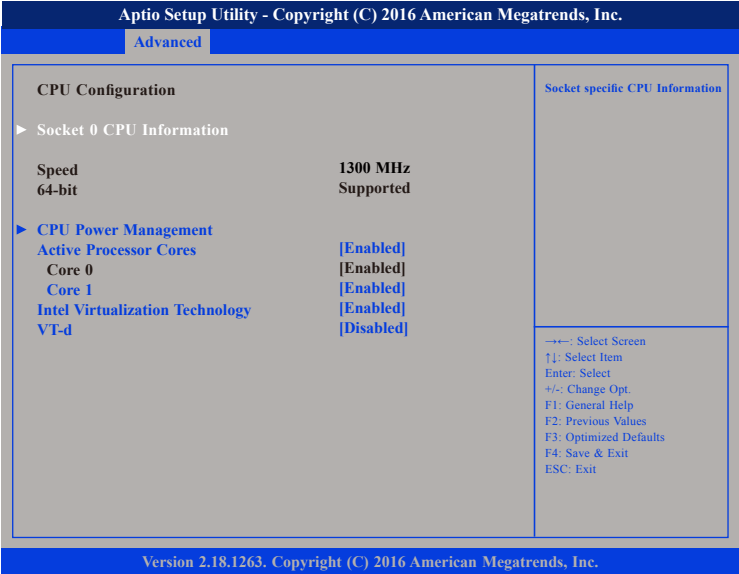 Aptio Setup Utility - Copyright (C) 2016 American Megatrends, Inc.
Advanced
CPU Configuration
► Socket 0 CPU Information
Speed 1300 MHz
64-bit Supported
► CPU Power Management
Active Processor Cores [Enabled]
Core 0 [Enabled]
Core 1 [Enabled]
Intel Virtualization Technology [Enabled]
VT-d [Disabled]
Socket specific CPU Information
→←: Select Screen
↑↓: Select Item
Enter: Select
+/-: Change Opt.
F1: General Help
F2: Previous Values
F3: Optimized Defaults
F4: Save & Exit
ESC: Exit
Version 2.18.1263. Copyright (C) 2016 American Megatrends, Inc.